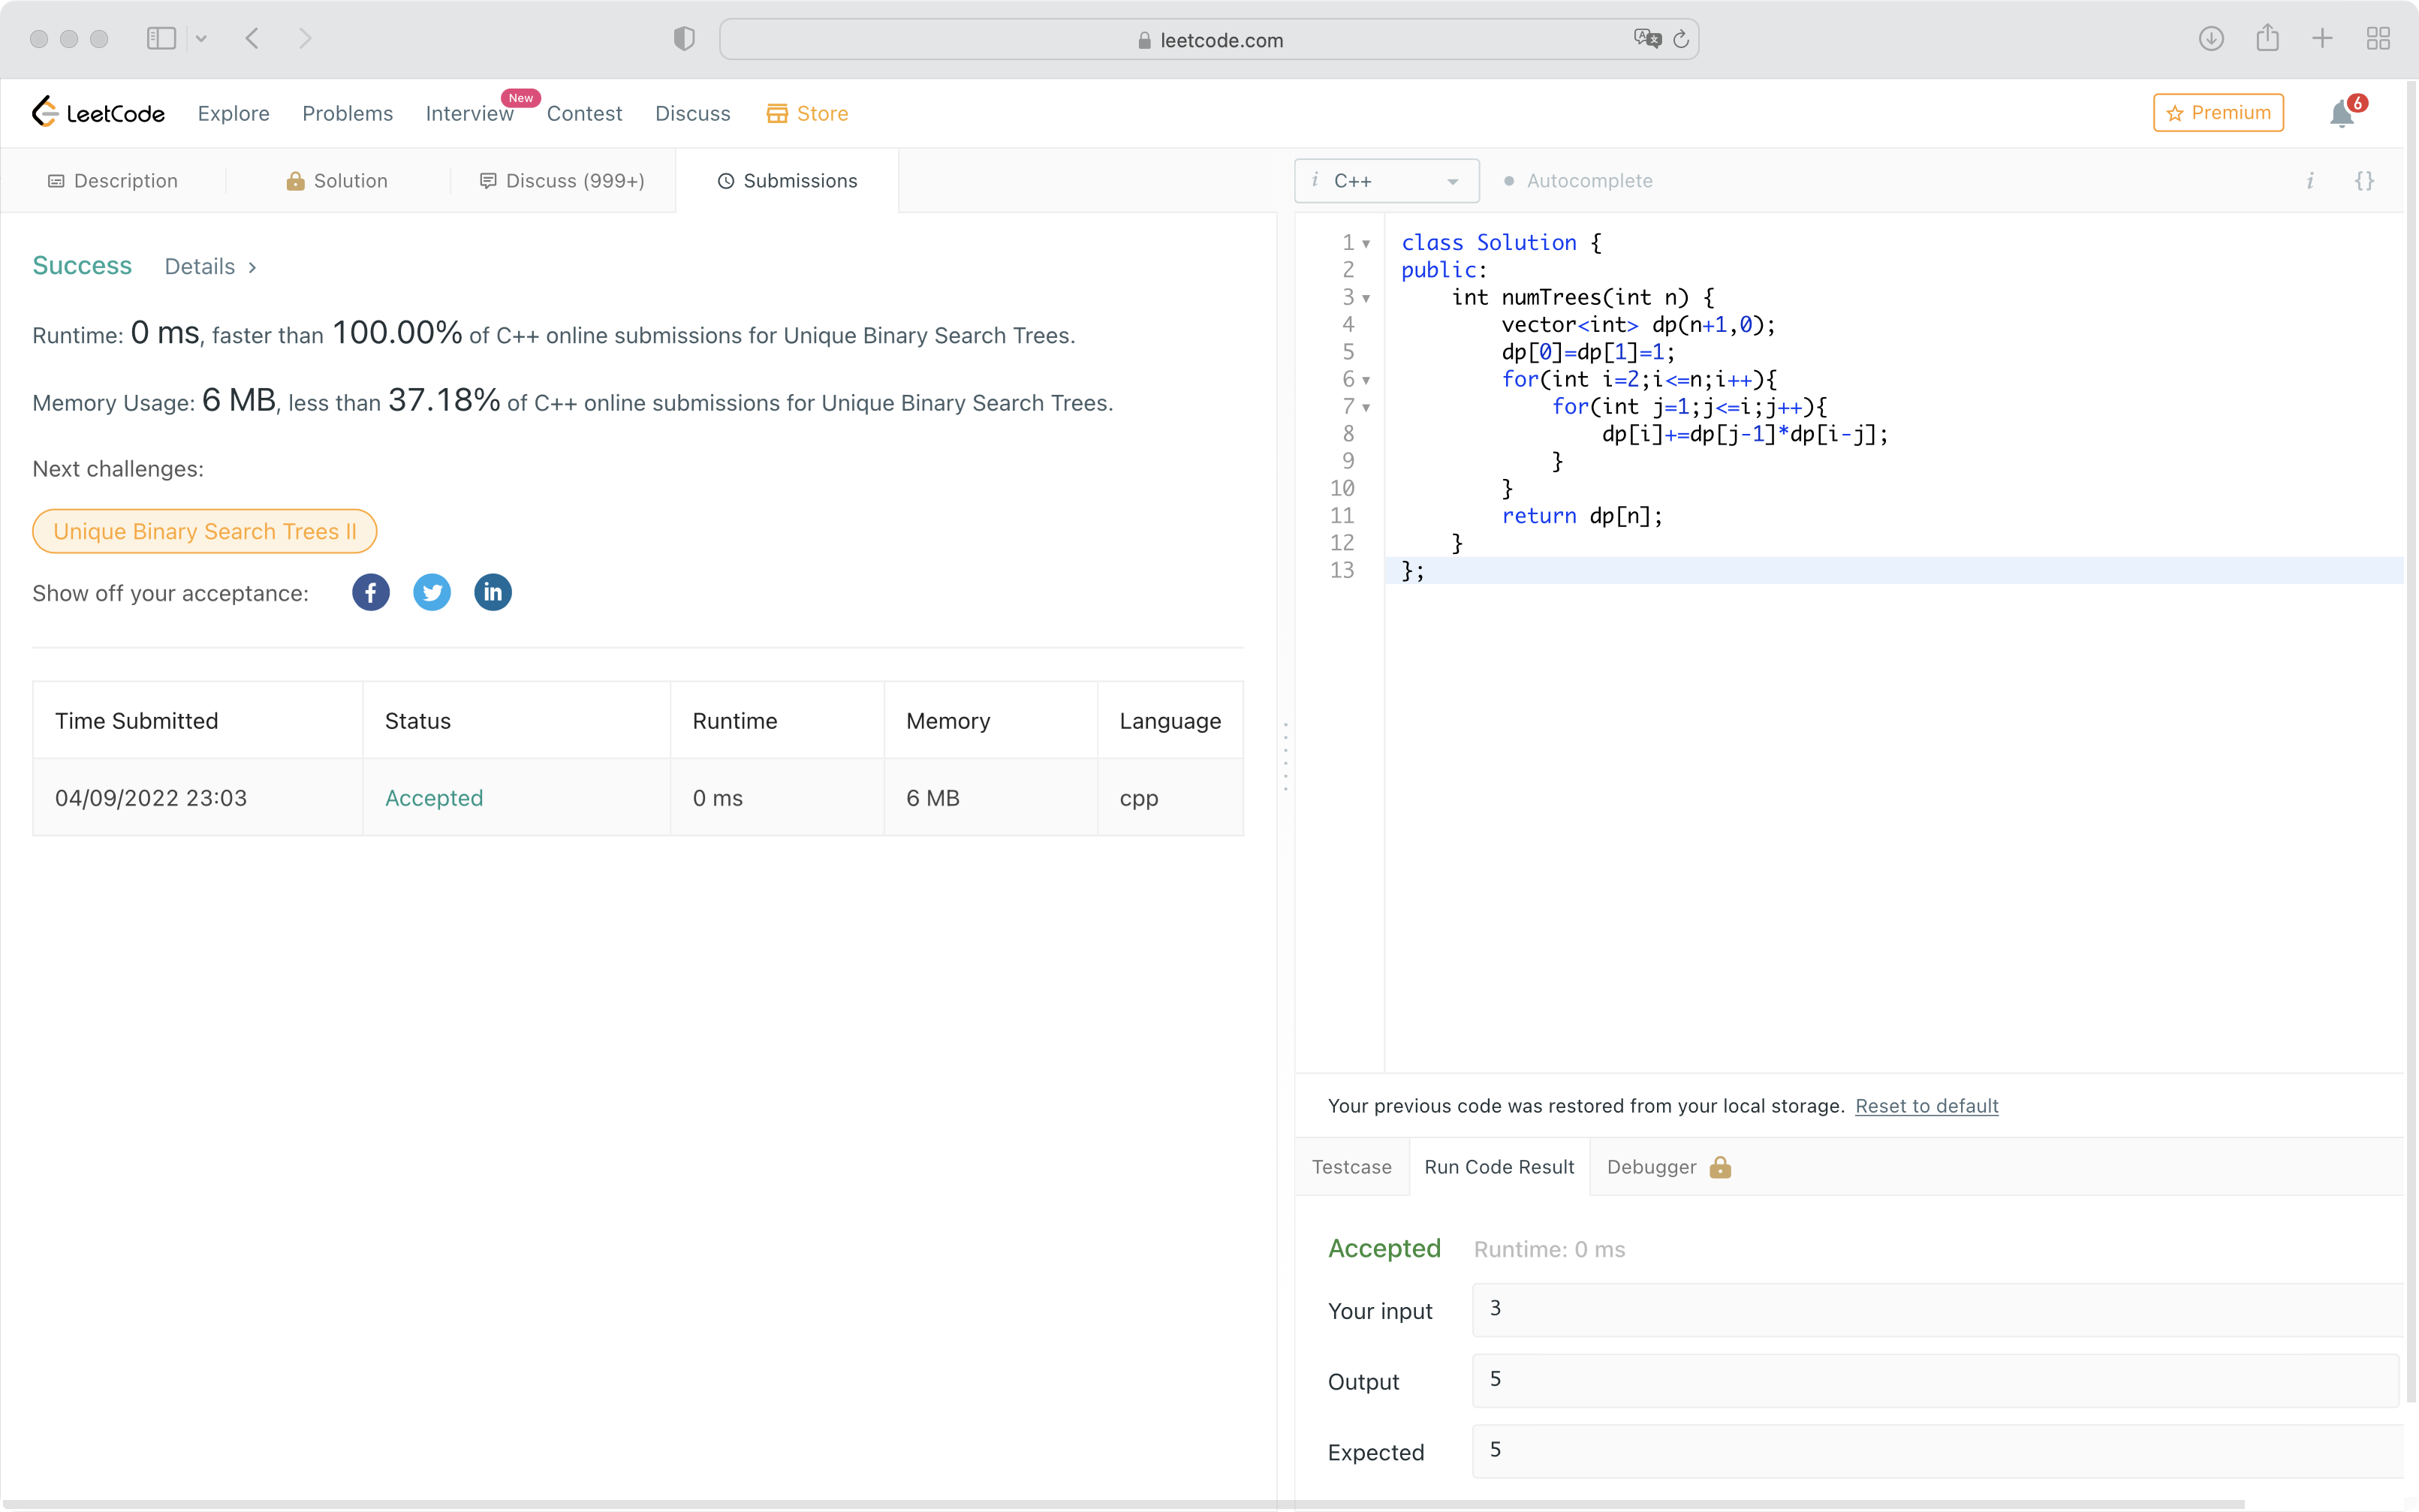 leetcode.com
LeetCode Explore Problems Interview New Contest Discuss Store Premium 6
Description Solution Discuss (999+) Submissions
Success Details >
Runtime: 0 ms, faster than 100.00% of C++ online submissions for Unique Binary Search Trees.
Memory Usage: 6 MB, less than 37.18% of C++ online submissions for Unique Binary Search Trees.
Next challenges:
Unique Binary Search Trees II
Show off your acceptance: f in
Time Submitted Status Runtime Memory Language
04/09/2022 23:03 Accepted 0 ms 6 MB cpp
i C++ Autocomplete i {}
1 class Solution {
2 public:
3     int numTrees(int n) {
4         vector<int> dp(n+1,0);
5         dp[0]=dp[1]=1;
6         for(int i=2;i<=n;i++){
7             for(int j=1;j<=i;j++){
8                 dp[i]+=dp[j-1]*dp[i-j];
9             }
10         }
11         return dp[n];
12     }
13 };
Your previous code was restored from your local storage. Reset to default
Testcase Run Code Result Debugger
Accepted Runtime: 0 ms
Your input 3
Output 5
Expected 5